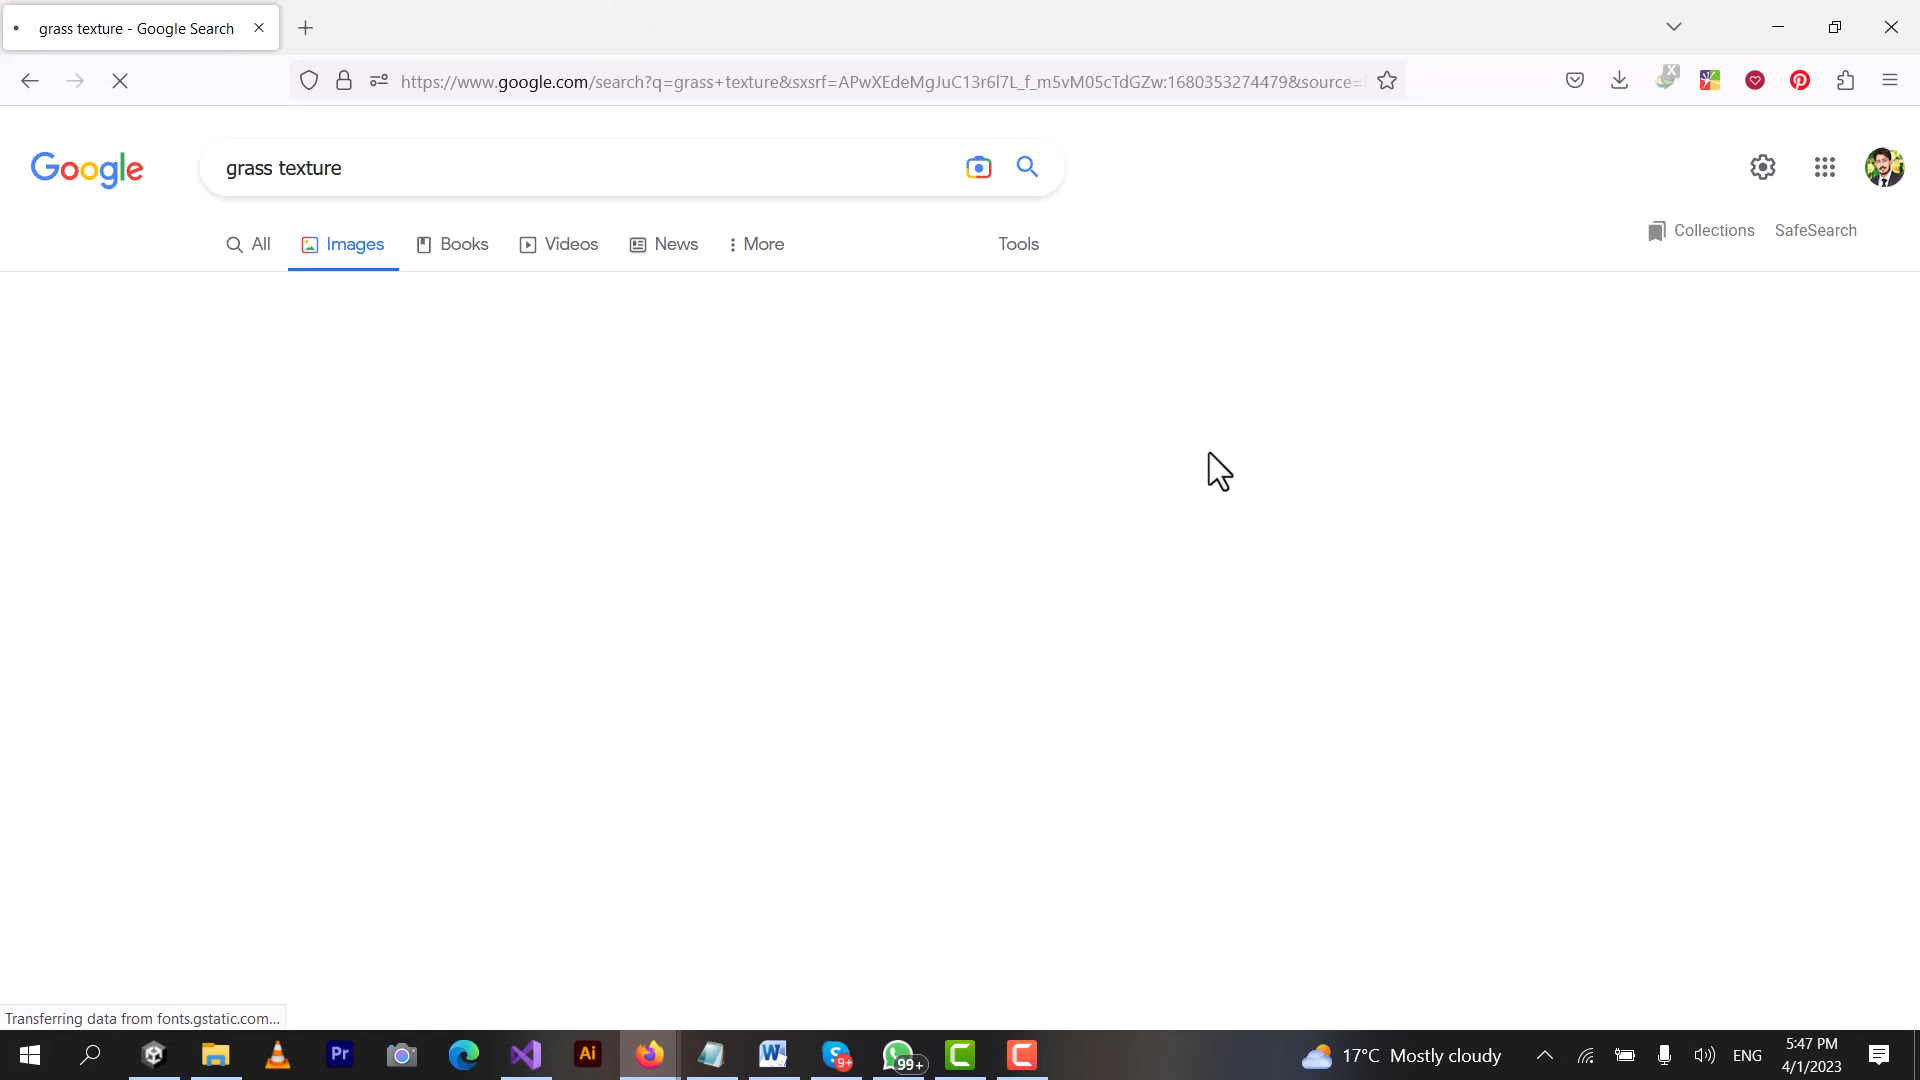 grass texture - Google Search
https://www.google.com/search?q=grass+texture&sxsrf=APwXEdeMgJuC13r6l7L_f_m5vM05cTdGZw:1680353274479&source=
Google
grass texture
All Images Books Videos News More Tools
Collections SafeSearch
Transferring data from fonts.gstatic.com...
Pr
Ai
W
9+
99+
17°C Mostly cloudy
ENG
5:47 PM
4/1/2023